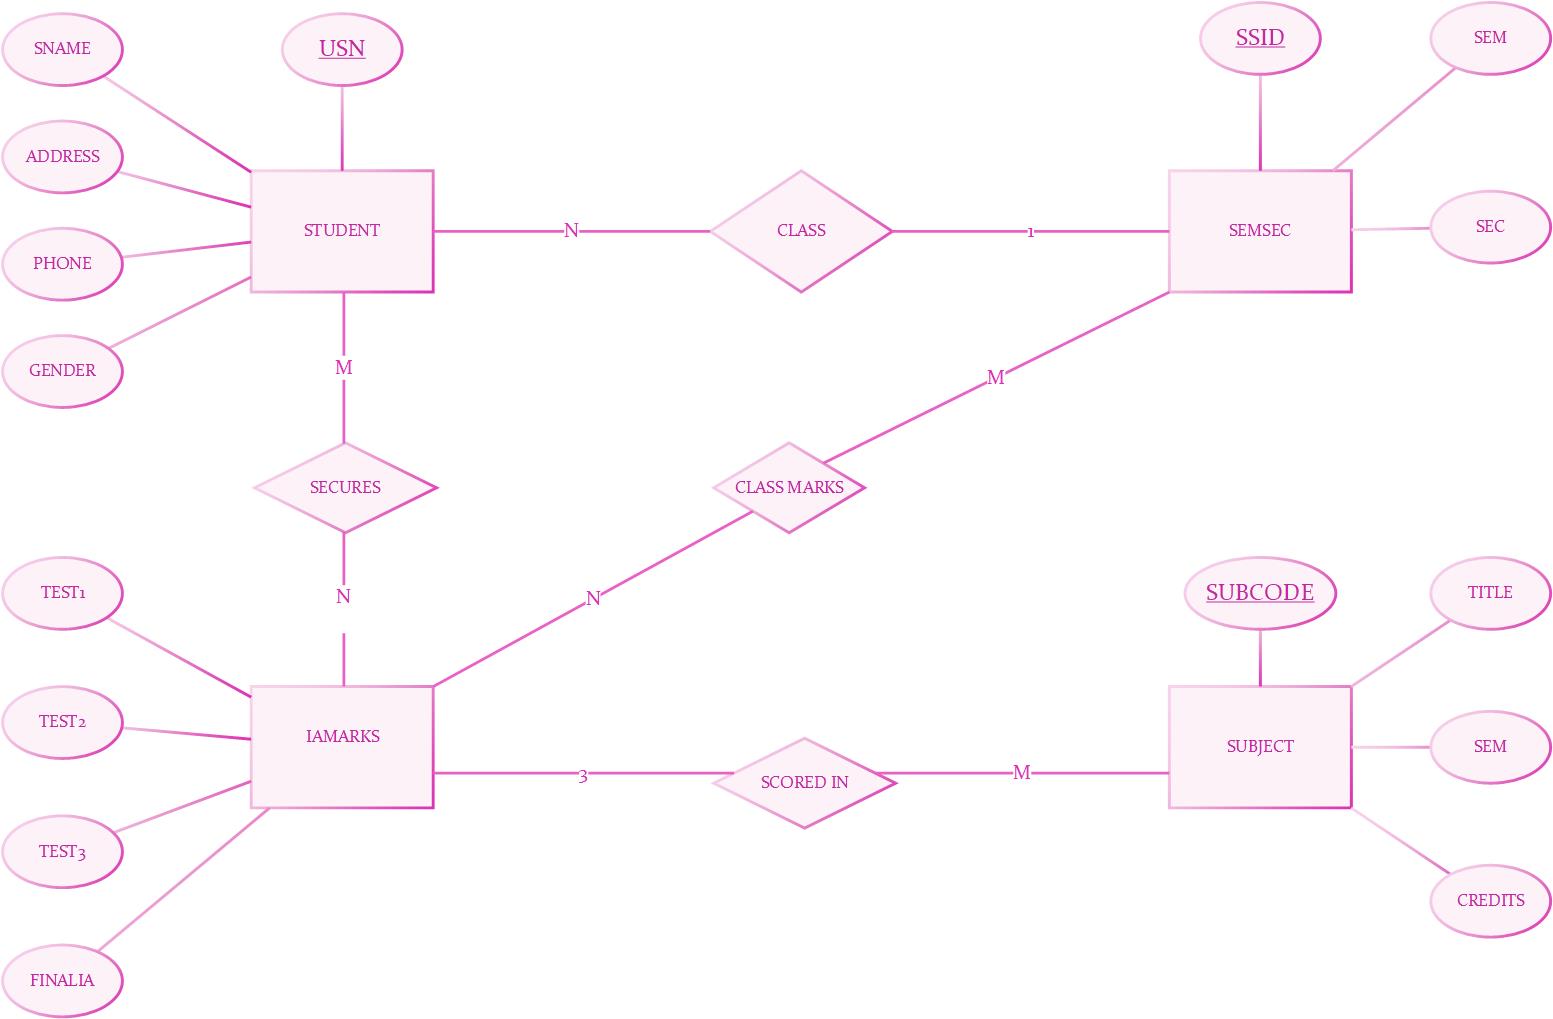 SNAME
USN
SSID
SEM
ADDRESS
STUDENT
N
CLASS
1
SEMSEC
SEC
PHONE
GENDER
M
M
SECURES
CLASS MARKS
N
N
TEST1
SUBCODE
TITLE
TEST2
IAMARKS
SUBJECT
SEM
3
SCORED IN
M
TEST3
CREDITS
FINALIA